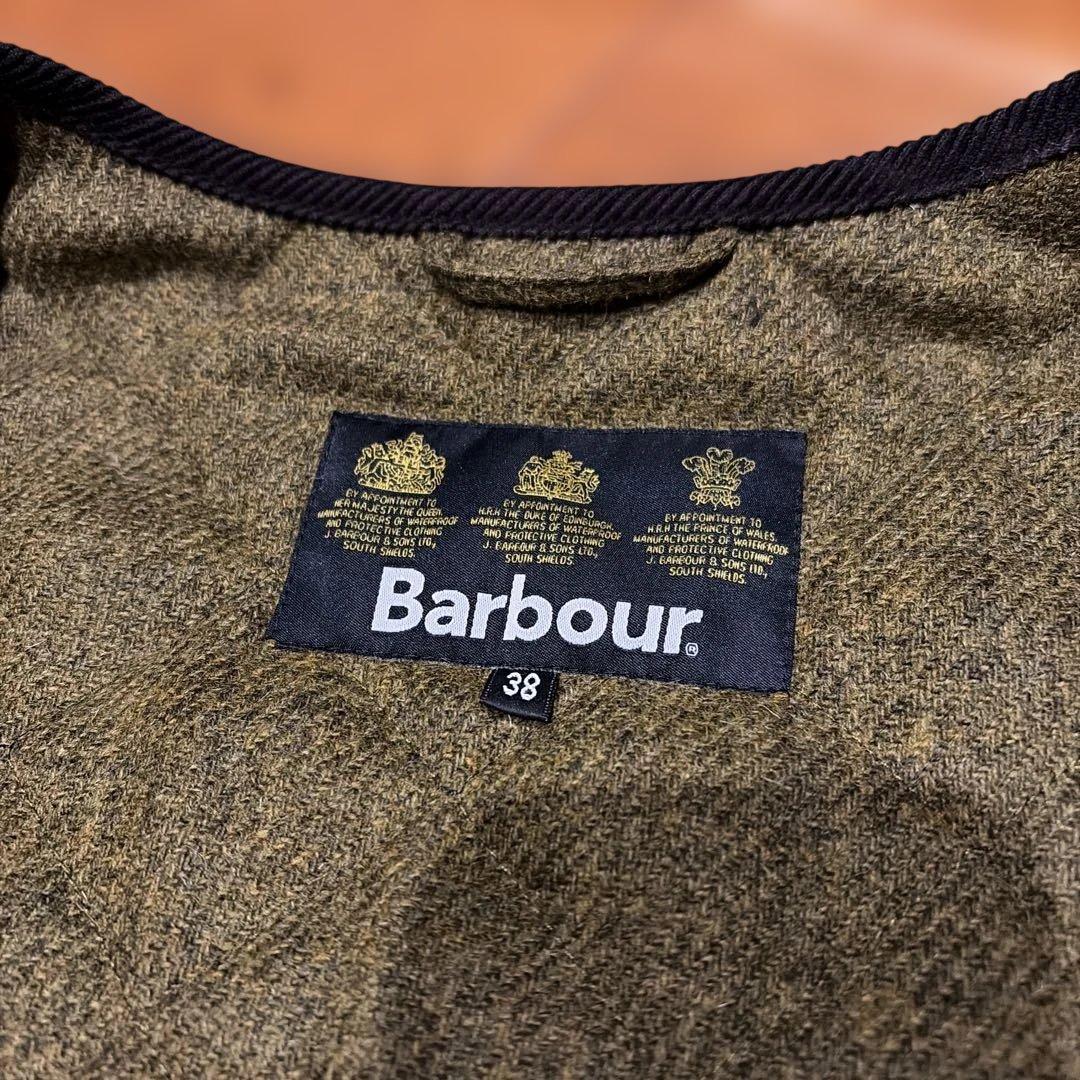 BY APPOINTMENT TO
HER MAJESTY THE QUEEN.
MANUFACTURERS OF WATERPROOF
AND PROTECTIVE CLOTHING
J. BARBOUR & SONS LTD.,
SOUTH SHIELDS.
BY APPOINTMENT TO
H.R.H. THE DUKE OF EDINBURGH.
MANUFACTURERS OF WATERPROOF
AND PROTECTIVE CLOTHING
J. BARBOUR & SONS LTD.,
SOUTH SHIELDS.
BY APPOINTMENT TO
H.R.H. THE PRINCE OF WALES.
MANUFACTURERS OF WATERPROOF
AND PROTECTIVE CLOTHING
J. BARBOUR & SONS LTD.,
SOUTH SHIELDS.
Barbour®
38